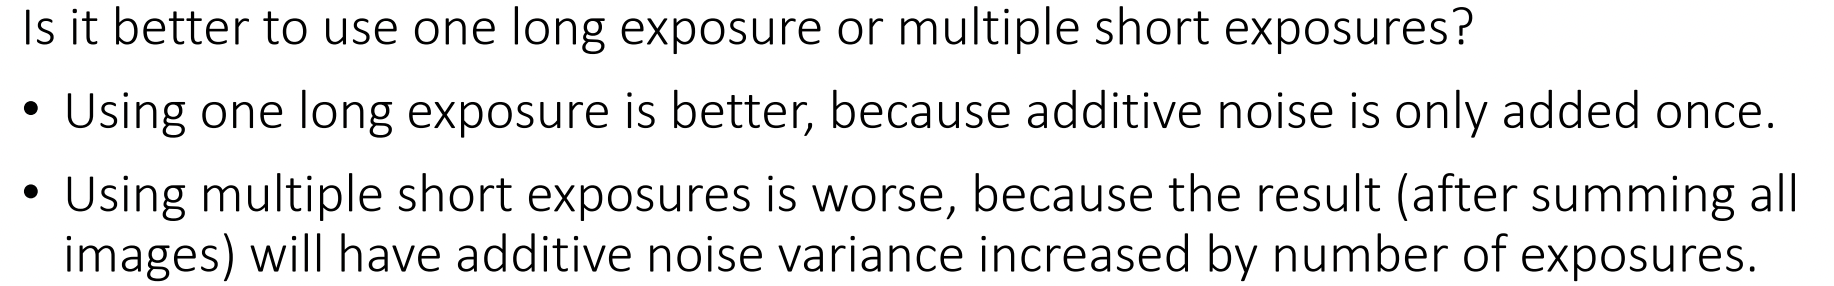 Is it better to use one long exposure or multiple short exposures?
• Using one long exposure is better, because additive noise is only added once.
• Using multiple short exposures is worse, because the result (after summing all
images) will have additive noise variance increased by number of exposures.